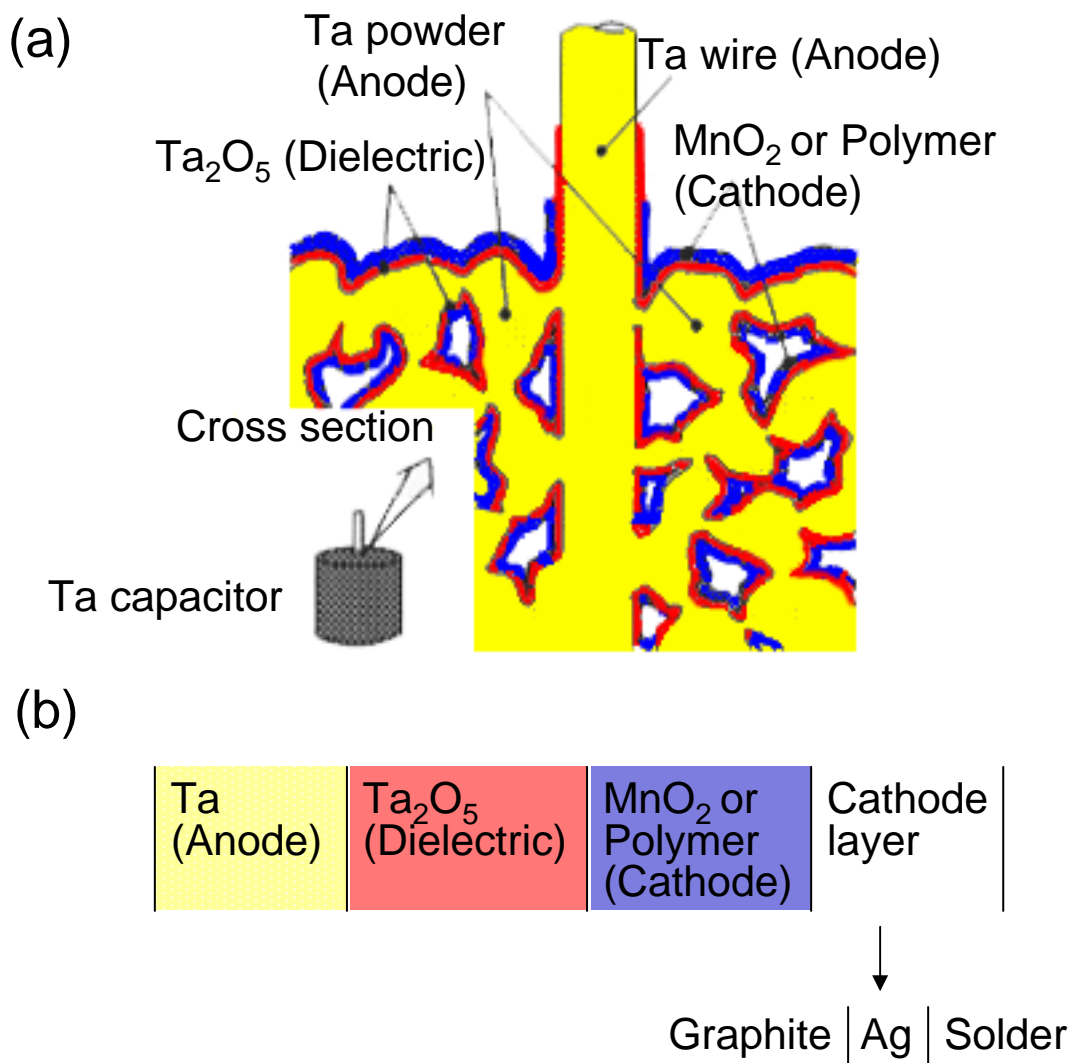 (a)
Ta powder
(Anode)
Ta wire (Anode)
Ta₂O₅ (Dielectric)
MnO₂ or Polymer
(Cathode)
Cross section
Ta capacitor
(b)
Ta
(Anode)
Ta₂O₅
(Dielectric)
MnO₂ or
Polymer
(Cathode)
Cathode
layer
Graphite | Ag | Solder